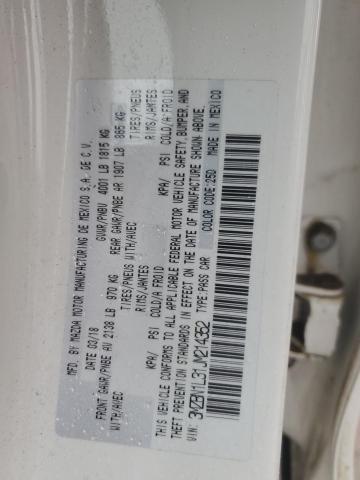 MFD. BY MAZDA MOTOR MANUFACTURING DE MEXICO S.A. DE C.V.
DATE 03/18 GVWR/PNBV 4001 LB 1815 KG
FRONT GAWR/PNBE AV 2138 LB 970 KG REAR GAWR/PNBE AR 1907 LB 865 KG
WITH/AVEC TIRES/PNEUS WITH/AVEC TIRES/PNEUS
RIMS/JANTES RIMS/JANTES
KPA/ PSI COLD/A FROID KPA/ PSI COLD/A FROID
THIS VEHICLE CONFORMS TO ALL APPLICABLE FEDERAL MOTOR VEHICLE SAFETY, BUMPER, AND
THEFT PREVENTION STANDARDS IN EFFECT ON THE DATE OF MANUFACTURE SHOWN ABOVE.
VIN: 3MZBN1L31JM214352 TYPE: PASS CAR COLOR CODE: 25D MADE IN MEXICO